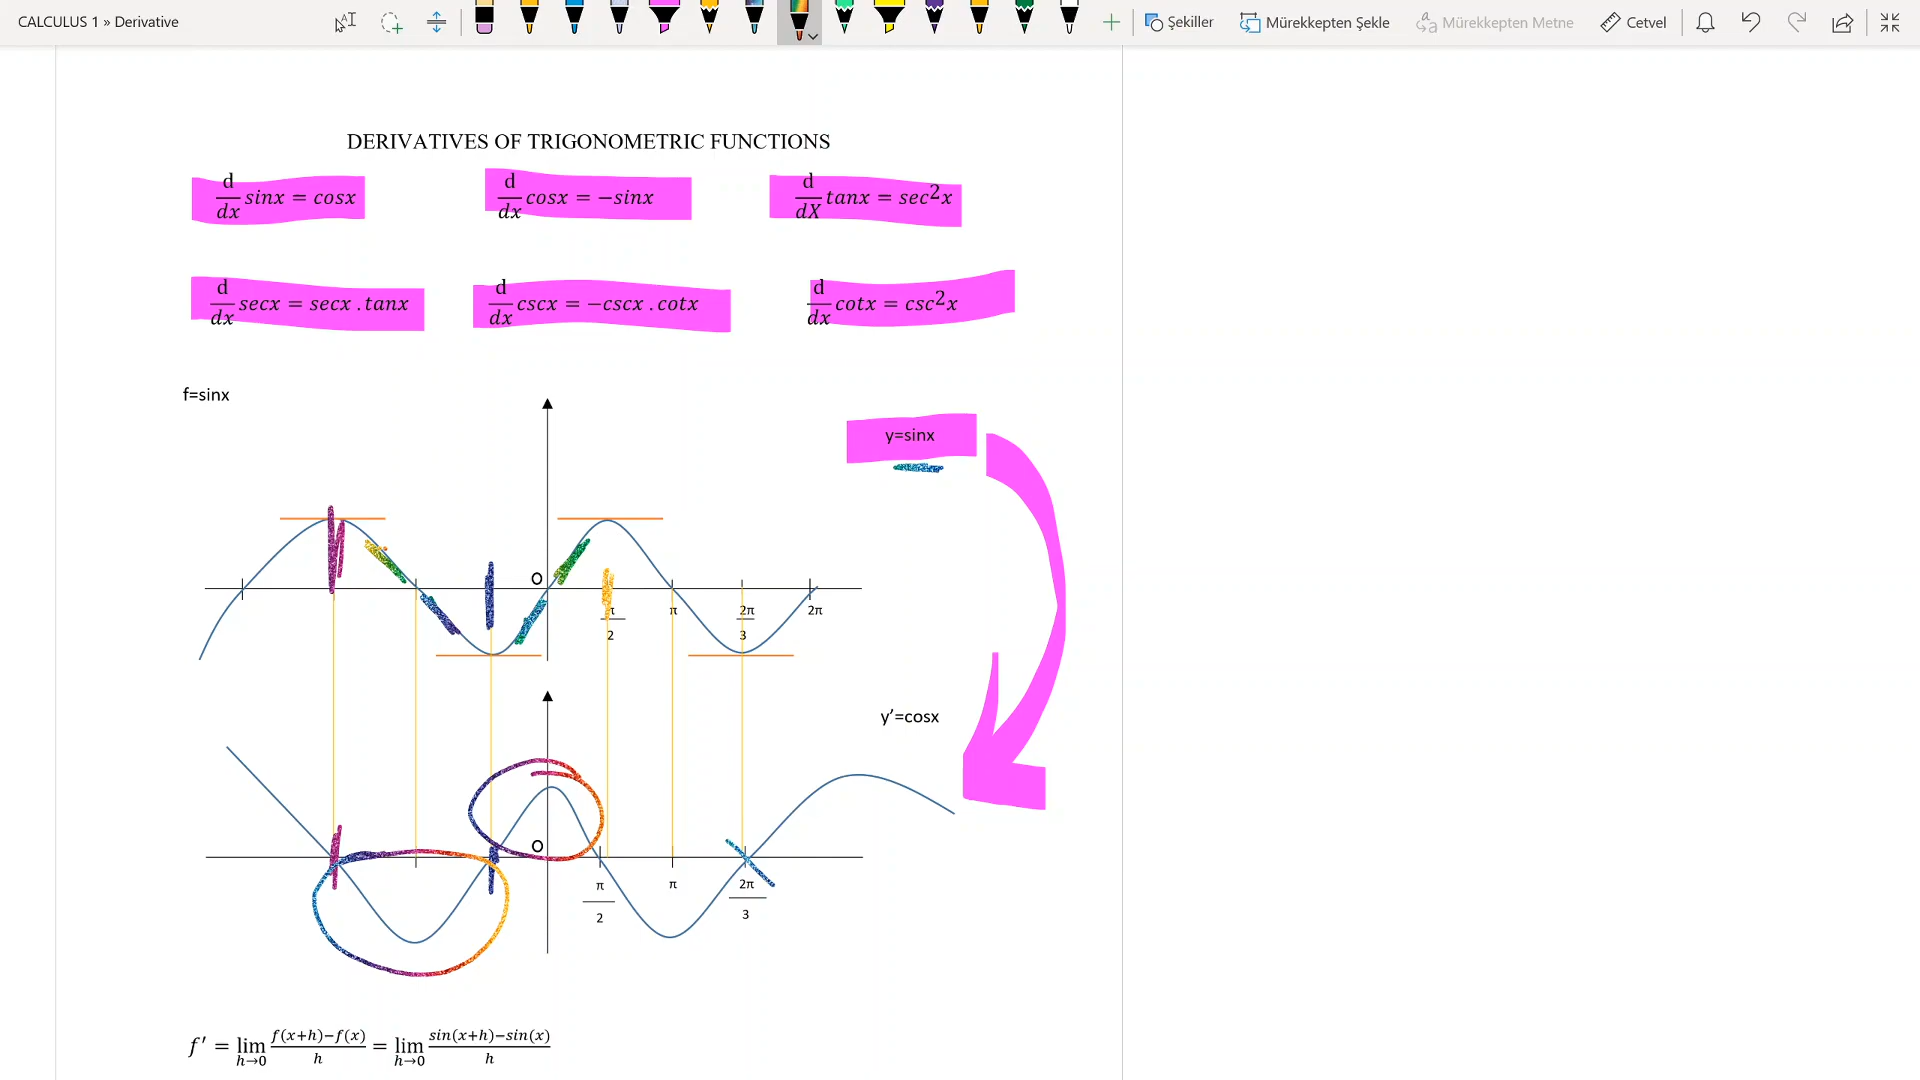 CALCULUS 1 » Derivative
Şekiller
Mürekkepten Şekle
Mürekkepten Metne
Cetvel
DERIVATIVES OF TRIGONOMETRIC FUNCTIONS
d/dx sinx = cosx
d/dx cosx = −sinx
d/dX tanx = sec²x
d/dx secx = secx .tanx
d/dx cscx = −cscx .cotx
d/dx cotx = csc²x
f=sinx
y=sinx
O
π/2
π
2π/3
2π
y’=cosx
O
π/2
π
2π/3
f′ = lim h→0 f(x+h)−f(x)/h = lim h→0 sin(x+h)−sin(x)/h